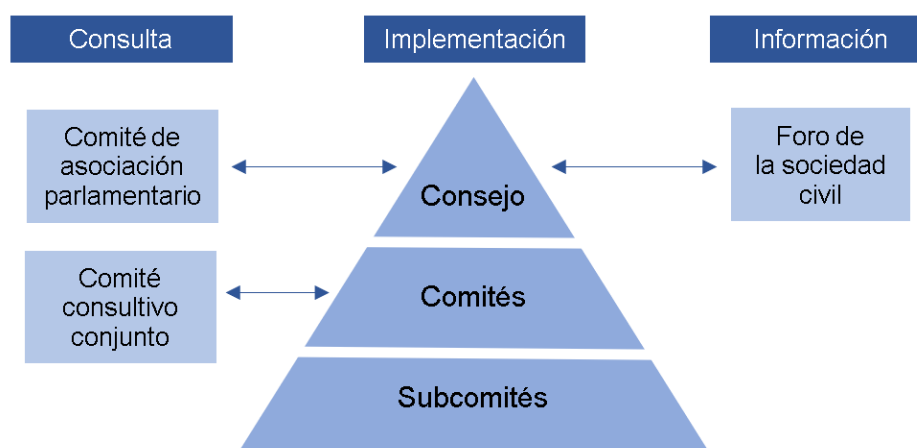 Consulta
Implementación
Información
Comité de
asociación
parlamentario
Foro de
la sociedad
civil
Consejo
Comité
consultivo
conjunto
Comités
Subcomités